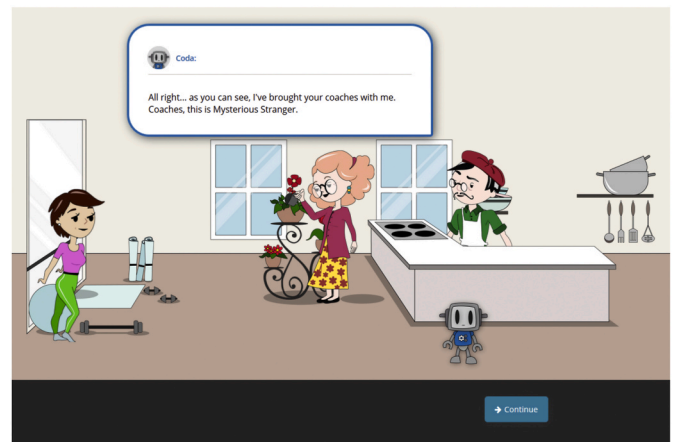 Coda:
All right... as you can see, I've brought your coaches with me.
Coaches, this is Mysterious Stranger.
→ Continue